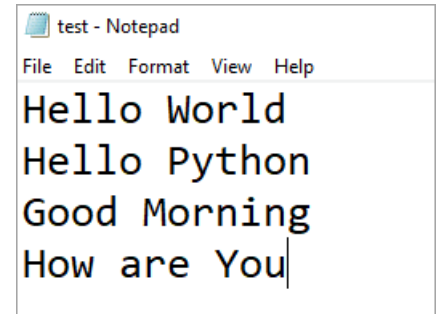 test - Notepad
File Edit Format View Help
Hello World
Hello Python
Good Morning
How are You